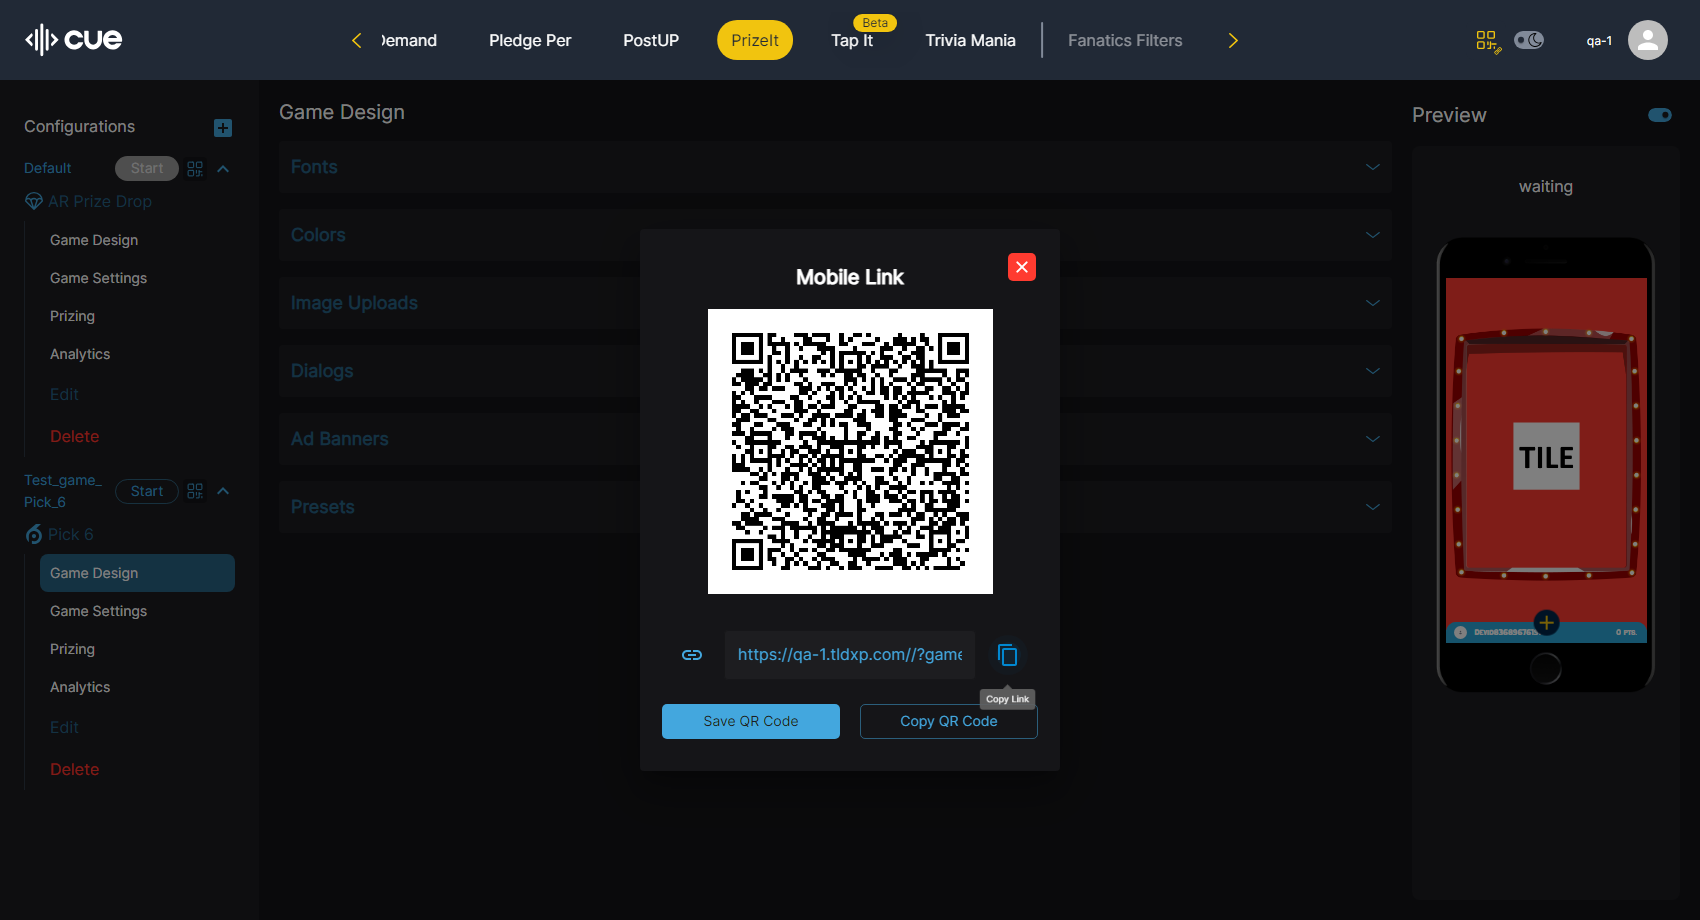 cue
Demand
Pledge Per
PostUP
PrizeIt
Beta
Tap It
Trivia Mania
Fanatics Filters
qa-1
Configurations
Default
Start
AR Prize Drop
Game Design
Game Settings
Prizing
Analytics
Edit
Delete
Test_game_
Pick_6
Start
Pick 6
Game Design
Game Settings
Prizing
Analytics
Edit
Delete
Game Design
Fonts
Colors
Image Uploads
Dialogs
Ad Banners
Presets
Mobile Link
https://qa-1.tldxp.com//?game
Copy Link
Save QR Code
Copy QR Code
Preview
waiting
TILE
0 PTS.